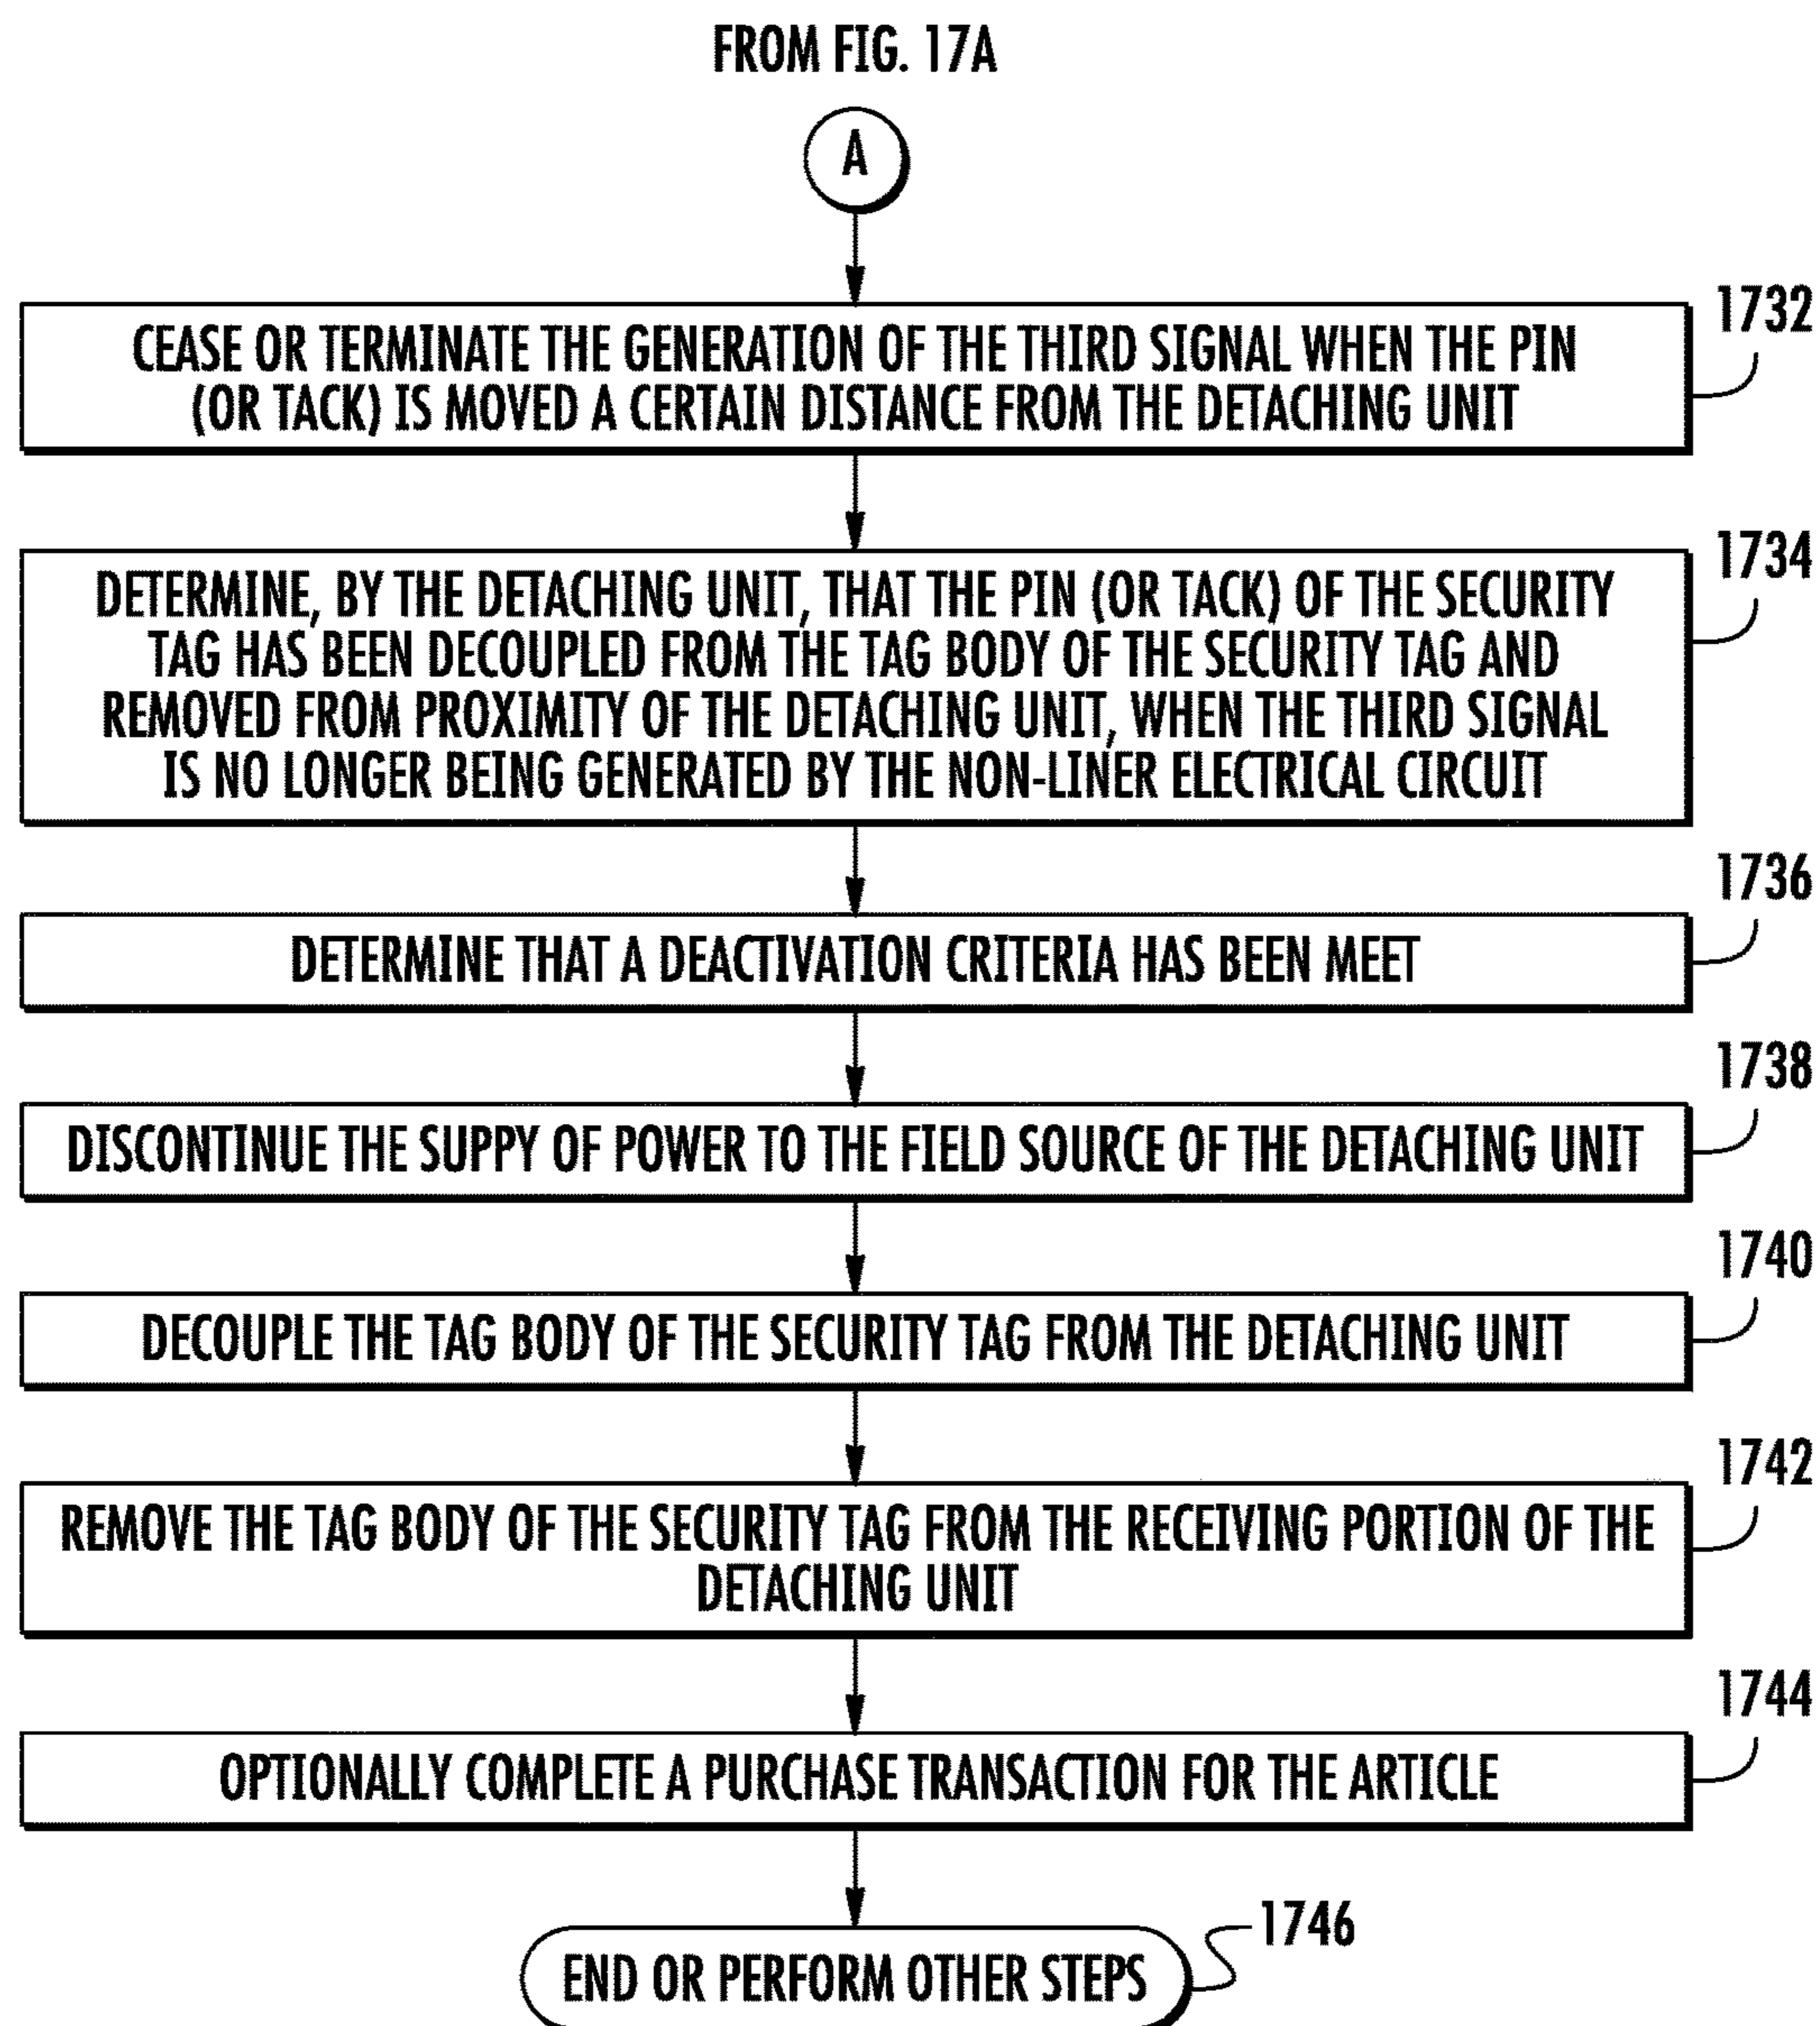 FROM FIG. 17A
A
1732
CEASE OR TERMINATE THE GENERATION OF THE THIRD SIGNAL WHEN THE PIN
(OR TACK) IS MOVED A CERTAIN DISTANCE FROM THE DETACHING UNIT
1734
DETERMINE, BY THE DETACHING UNIT, THAT THE PIN (OR TACK) OF THE SECURITY
TAG HAS BEEN DECOUPLED FROM THE TAG BODY OF THE SECURITY TAG AND
REMOVED FROM PROXIMITY OF THE DETACHING UNIT, WHEN THE THIRD SIGNAL
IS NO LONGER BEING GENERATED BY THE NON-LINER ELECTRICAL CIRCUIT
1736
DETERMINE THAT A DEACTIVATION CRITERIA HAS BEEN MEET
1738
DISCONTINUE THE SUPPY OF POWER TO THE FIELD SOURCE OF THE DETACHING UNIT
1740
DECOUPLE THE TAG BODY OF THE SECURITY TAG FROM THE DETACHING UNIT
1742
REMOVE THE TAG BODY OF THE SECURITY TAG FROM THE RECEIVING PORTION OF THE
DETACHING UNIT
1744
OPTIONALLY COMPLETE A PURCHASE TRANSACTION FOR THE ARTICLE
1746
END OR PERFORM OTHER STEPS